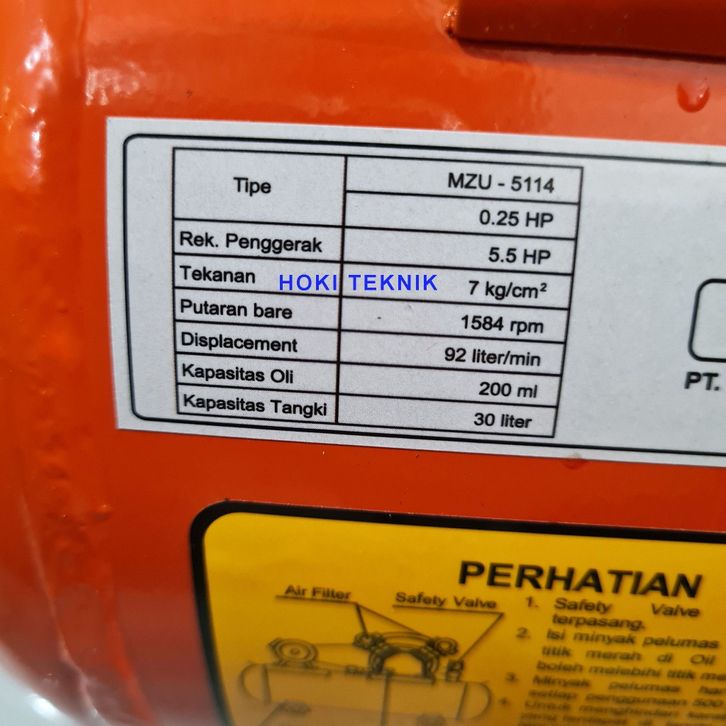 Tipe MZU - 5114
0.25 HP
Rek. Penggerak 5.5 HP
Tekanan 7 kg/cm²
HOKI TEKNIK
Putaran bare 1584 rpm
Displacement 92 liter/min
Kapasitas Oli 200 ml
Kapasitas Tangki 30 liter
PT.
PERHATIAN
Air Filter
Safety Valve
1. Safety Valve
terpasang.
2. Isi minyak pelumas
titik merah di Oil
boleh melebihi titik
3. Minyak pelumas
setiap penggunaan
Untuk menghindari